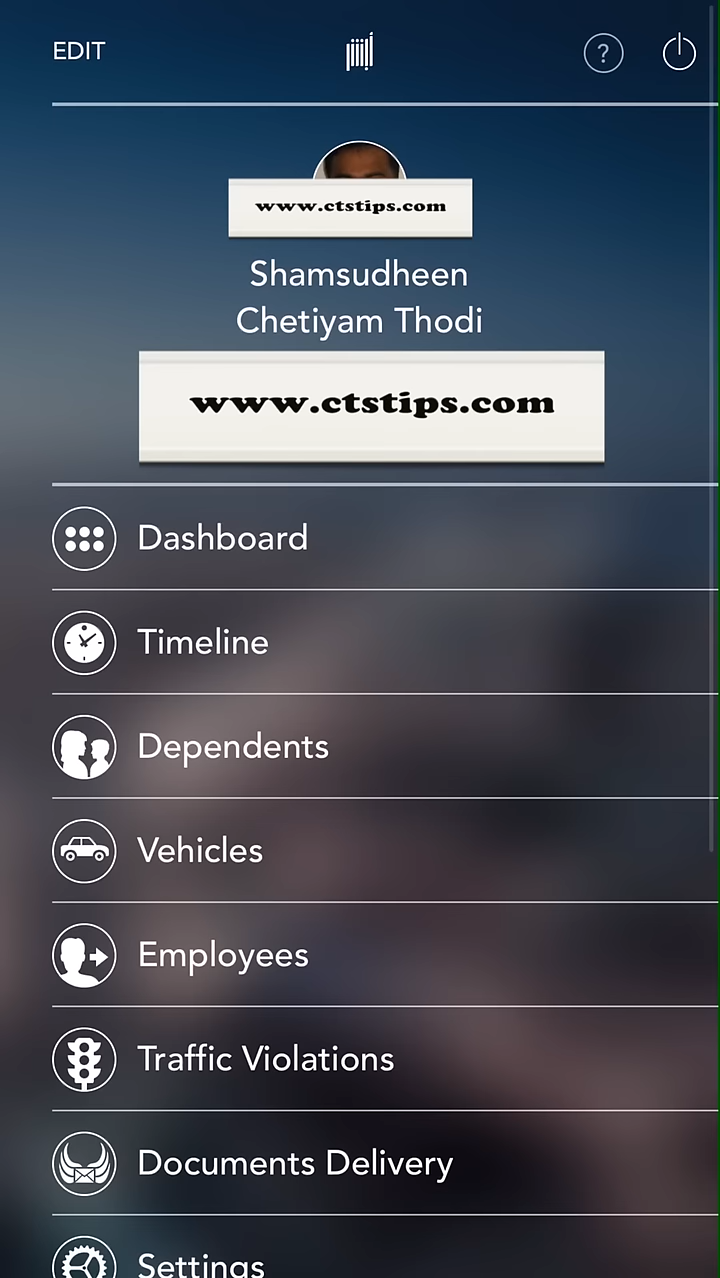 EDIT
?
www.ctstips.com
Shamsudheen
Chetiyam Thodi
www.ctstips.com
Dashboard
Timeline
Dependents
Vehicles
Employees
Traffic Violations
Documents Delivery
Settings